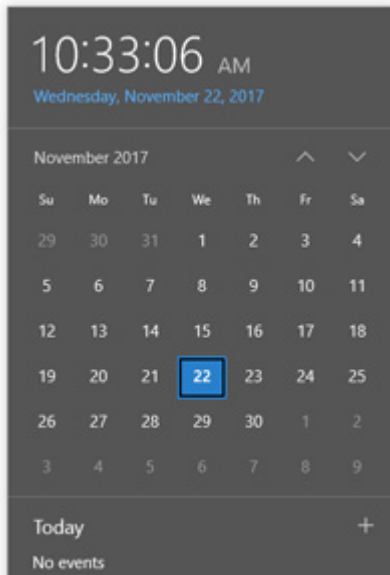 10:33:06 AM
Wednesday, November 22, 2017
November 2017
Su Mo Tu We Th Fr Sa
29 30 31 1 2 3 4
5 6 7 8 9 10 11
12 13 14 15 16 17 18
19 20 21 22 23 24 25
26 27 28 29 30 1 2
3 4 5 6 7 8 9
Today +
No events